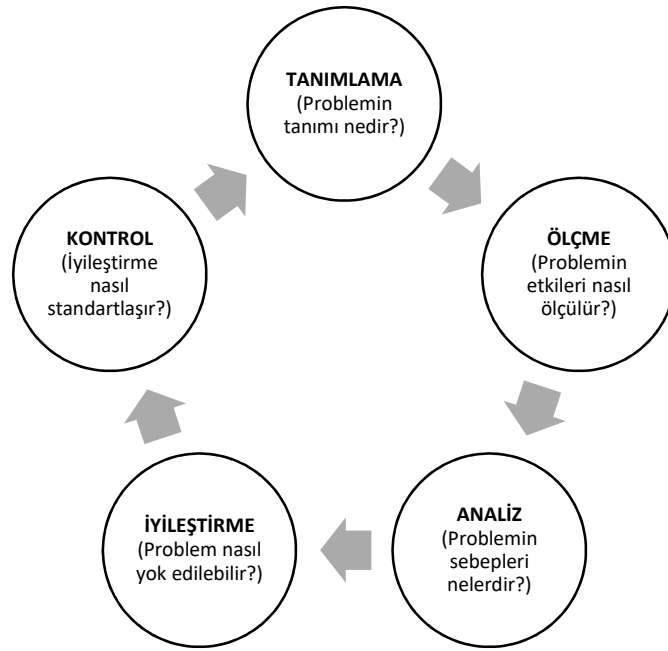 TANIMLAMA
(Problemin
tanımı nedir?)
ÖLÇME
(Problemin
etkileri nasıl
ölçülür?)
ANALİZ
(Problemin
sebepleri
nelerdir?)
İYİLEŞTİRME
(Problem nasıl
yok edilebilir?)
KONTROL
(İyileştirme
nasıl
standartlaşır?)